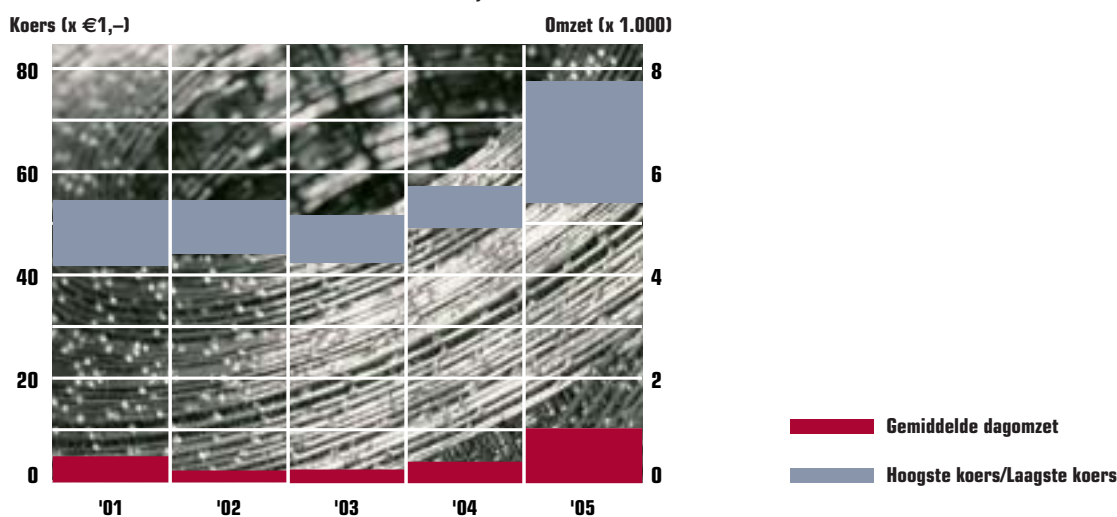 Koers (x €1,–) Omzet (x 1.000)
80 8
60 6
40 4
20 2
0 0
'01 '02 '03 '04 '05
Gemiddelde dagomzet
Hoogste koers/Laagste koers